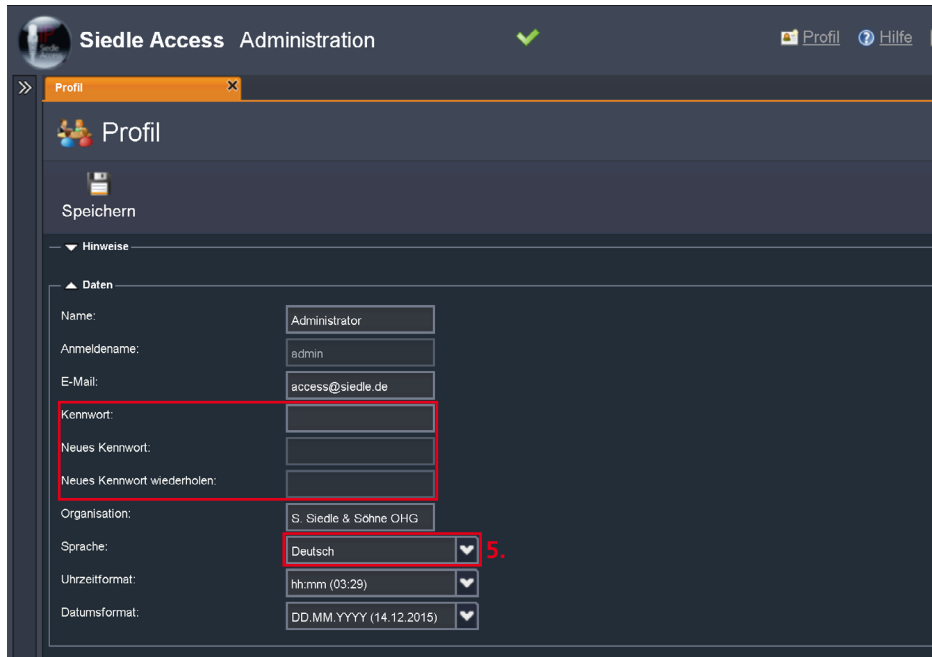 Siedle Access Administration
Profil Hilfe
Profil
Profil
Speichern
Hinweise
Daten
Name: Administrator
Anmeldename: admin
E-Mail: access@siedle.de
Kennwort:
Neues Kennwort:
Neues Kennwort wiederholen:
Organisation: S. Siedle & Söhne OHG
Sprache: Deutsch 5.
Uhrzeitformat: hh:mm (03:29)
Datumsformat: DD.MM.YYYY (14.12.2015)